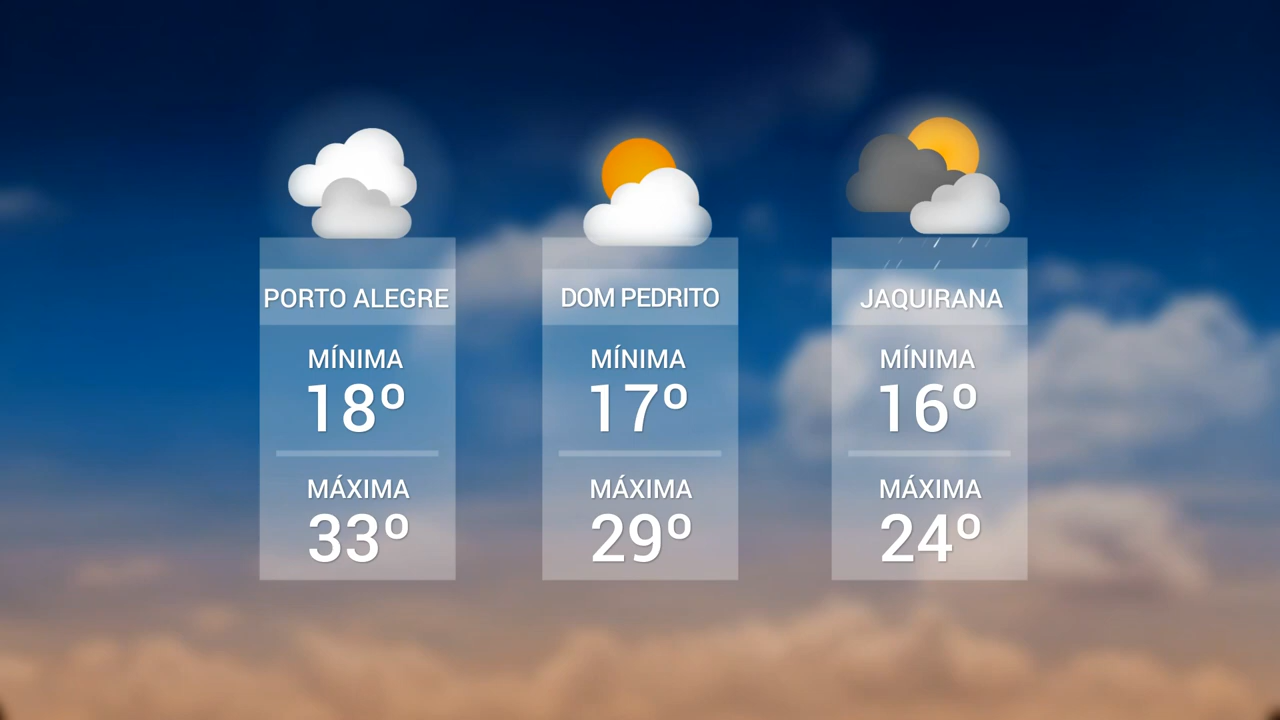 PORTO ALEGRE
MÍNIMA
18º
MÁXIMA
33º
DOM PEDRITO
MÍNIMA
17º
MÁXIMA
29º
JAQUIRANA
MÍNIMA
16º
MÁXIMA
24º